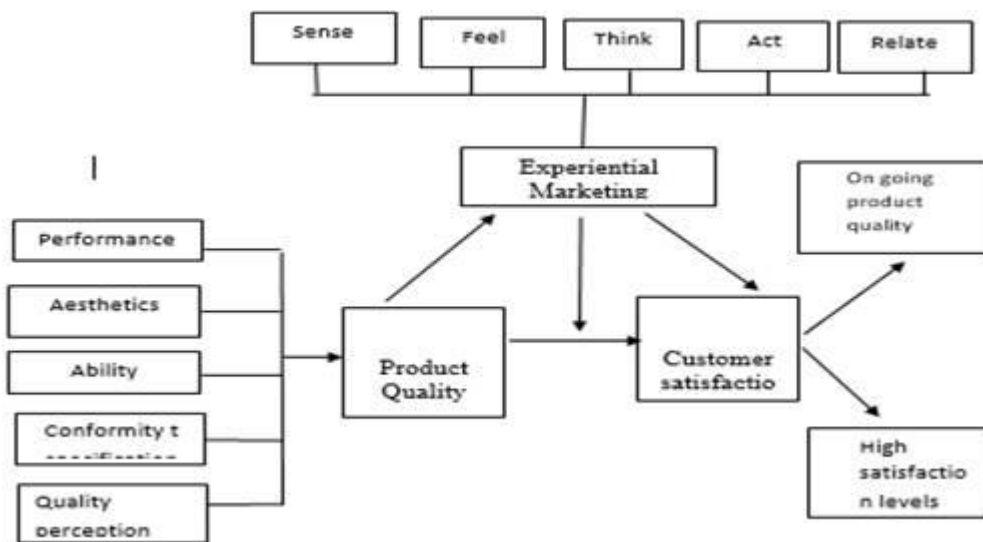 Sense
Feel
Think
Act
Relate
Experiential
Marketing
On going
product
quality
Performance
Aesthetics
Ability
Conformity t
specification
Quality
perception
Product
Quality
Customer
satisfactio
High
satisfactio
n levels